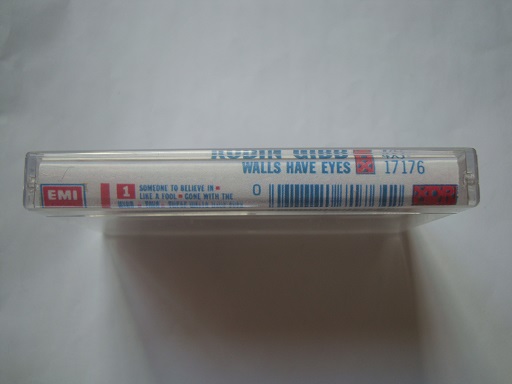 ROBIN GIBB
WALLS HAVE EYES
17176
EMI
1
SOMEONE TO BELIEVE IN •
LIKE A FOOL • GONE WITH THE
0